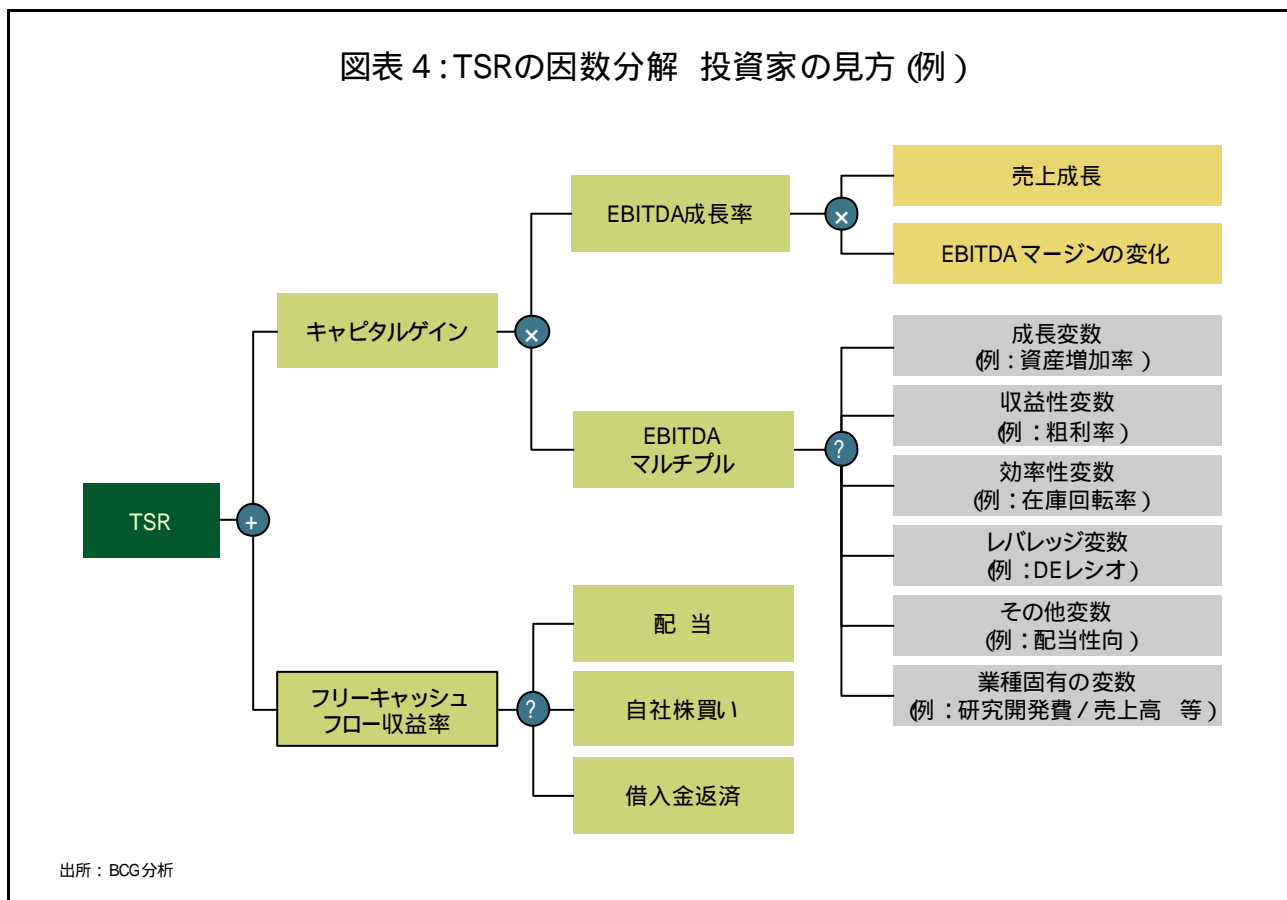 図表 4:TSRの因数分解 投資家の見方(例)
売上成長
EBITDA成長率
×
EBITDAマージンの変化
キャピタルゲイン
×
成長変数
(例:資産増加率)
収益性変数
(例:粗利率)
EBITDA
マルチプル
?
効率性変数
(例:在庫回転率)
TSR
+
レバレッジ変数
(例:DEレシオ)
その他変数
(例:配当性向)
配 当
業種固有の変数
(例:研究開発費/売上高 等)
フリーキャッシュ
フロー収益率
?
自社株買い
借入金返済
出所:BCG分析